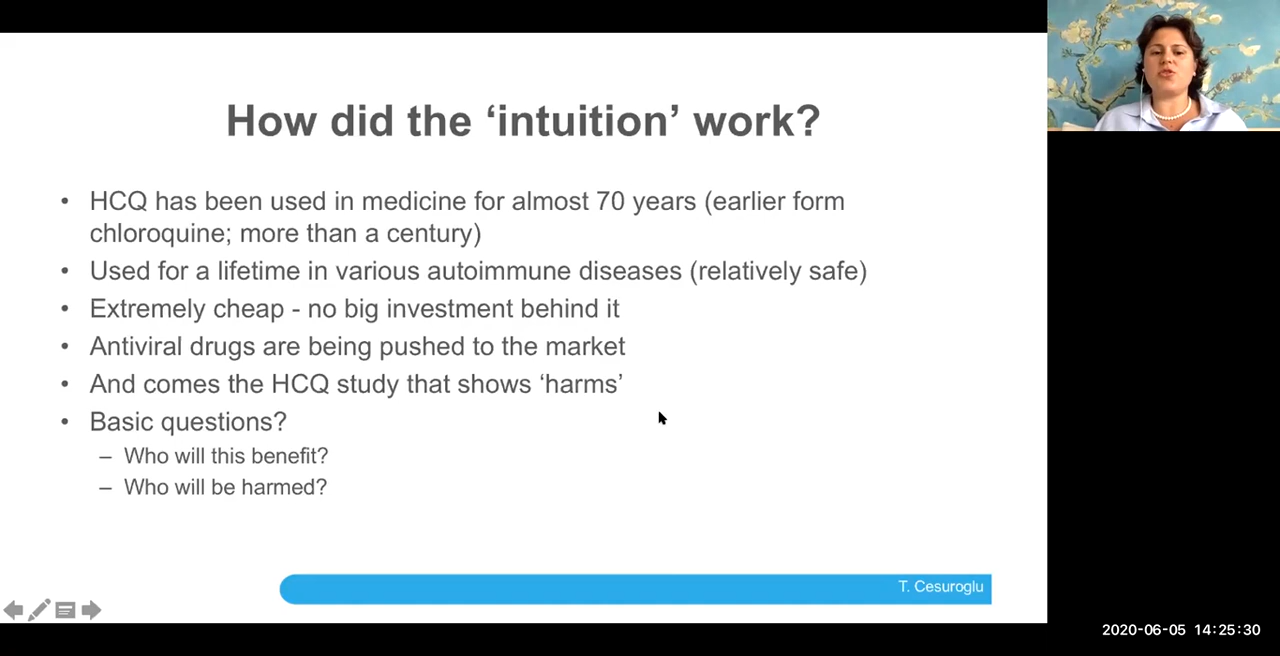 How did the ‘intuition’ work?
• HCQ has been used in medicine for almost 70 years (earlier form
chloroquine; more than a century)
• Used for a lifetime in various autoimmune diseases (relatively safe)
• Extremely cheap - no big investment behind it
• Antiviral drugs are being pushed to the market
• And comes the HCQ study that shows ‘harms’
• Basic questions?
– Who will this benefit?
– Who will be harmed?
T. Cesuroglu
2020-06-05 14:25:30